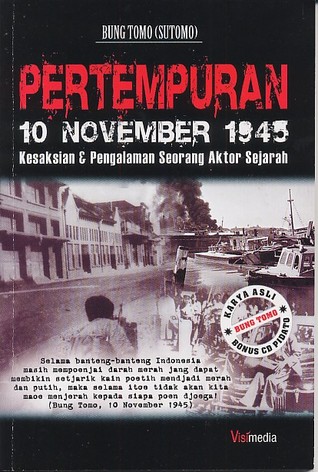 BUNG TOMO (SUTOMO)
PERTEMPURAN
10 NOVEMBER 1945
Kesaksian & Pengalaman Seorang Aktor Sejarah
KARYA ASLI
BUNG TOMO
BONUS CD PIDATO
Selama banteng-banteng Indonesia
masih mempoenjai darah merah jang dapat
membikin setjarik kain poetih mendjadi merah
dan putih, maka selama itoe tidak akan kita
maoe menjerah kepada siapa poen djoega!
(Bung Tomo, 10 November 1945)
Visimedia